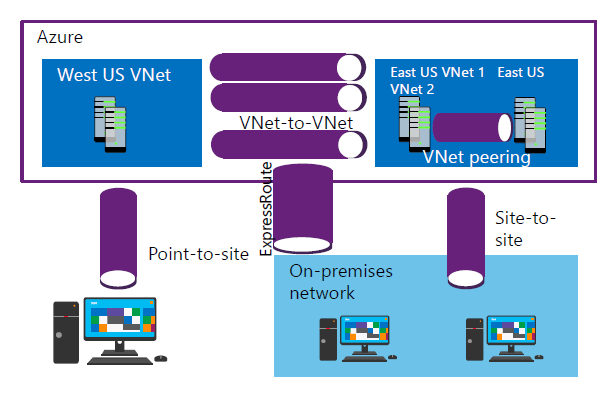 Azure
West US VNet
East US VNet 1 East US
VNet 2
VNet-to-VNet
VNet peering
ExpressRoute
Point-to-site
Site-to-
site
On-premises
network